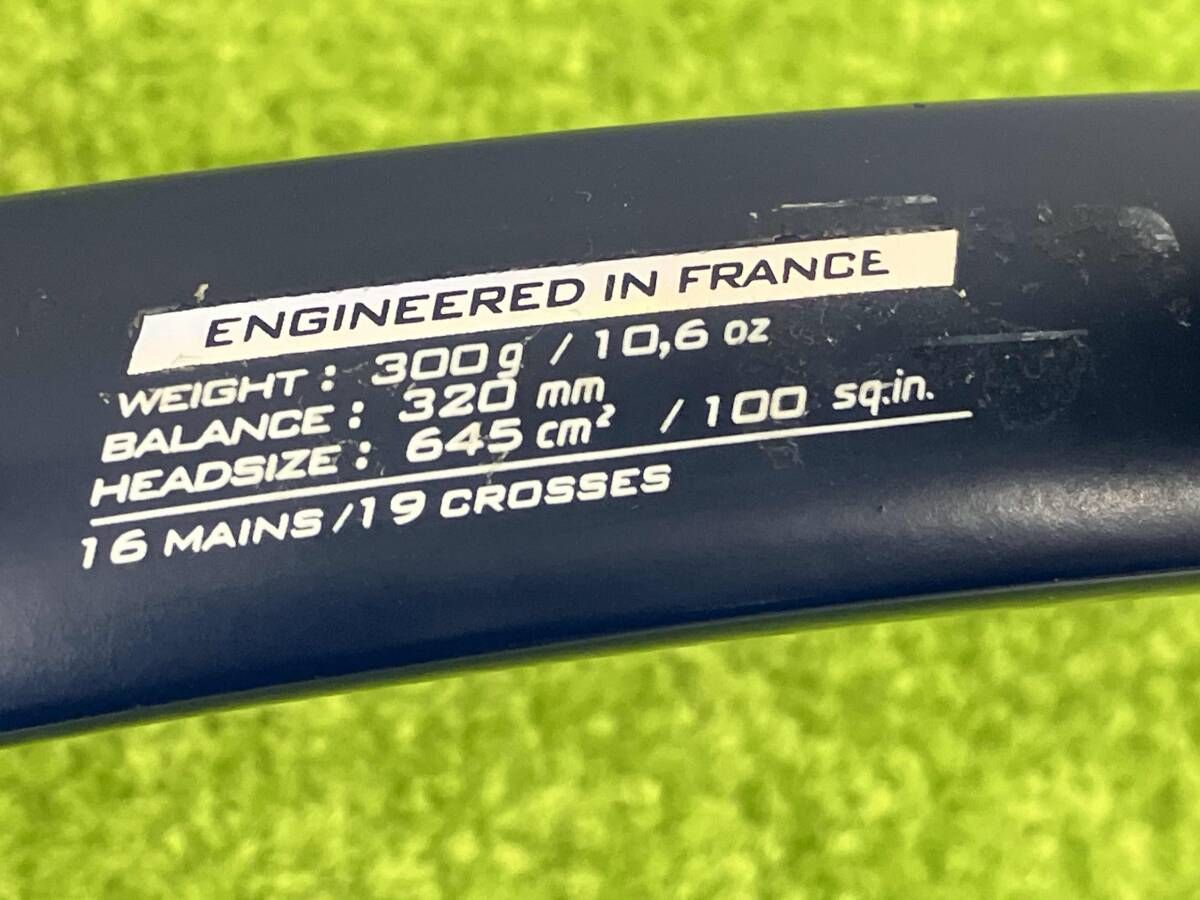 ENGINEERED IN FRANCE
WEIGHT : 300g / 10,6 oz
BALANCE : 320 mm
HEADSIZE : 645 cm² / 100 sq.in.
16 MAINS/19 CROSSES